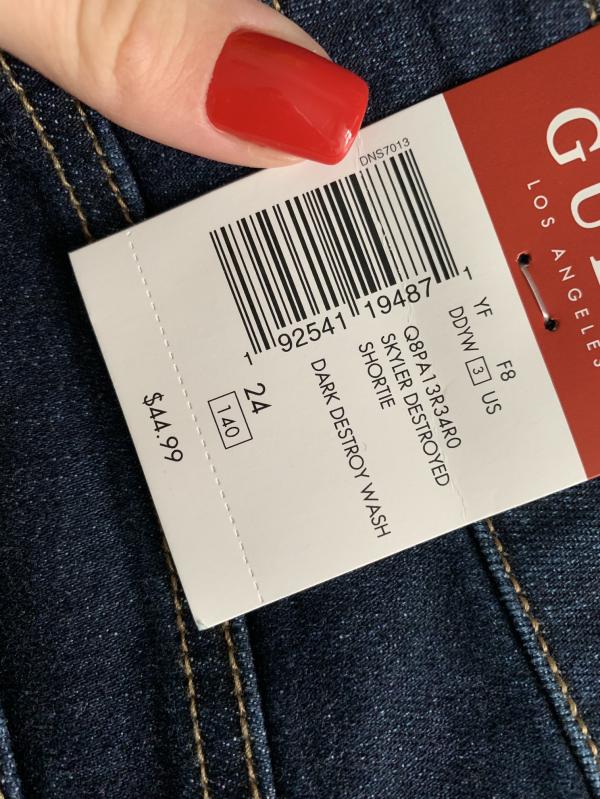 GU
LOS ANGELES
F8
YF
DDYW 3 US
Q8PA13R34R0
SKYLER DESTROYED
SHORTIE
DARK DESTROY WASH
DNS7013
1 92541 19487 1
24
140
$44.99